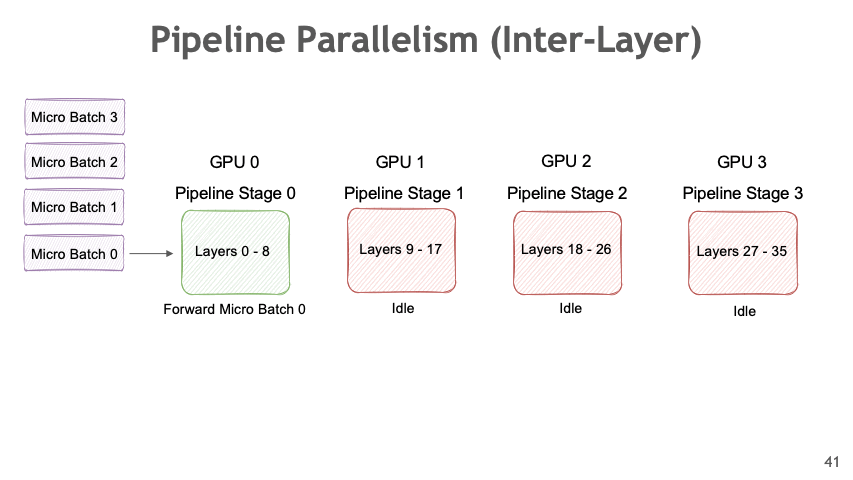 Pipeline Parallelism (Inter-Layer)
Micro Batch 3
Micro Batch 2
Micro Batch 1
Micro Batch 0
GPU 0
Pipeline Stage 0
Layers 0 - 8
Forward Micro Batch 0
GPU 1
Pipeline Stage 1
Layers 9 - 17
Idle
GPU 2
Pipeline Stage 2
Layers 18 - 26
Idle
GPU 3
Pipeline Stage 3
Layers 27 - 35
Idle
41